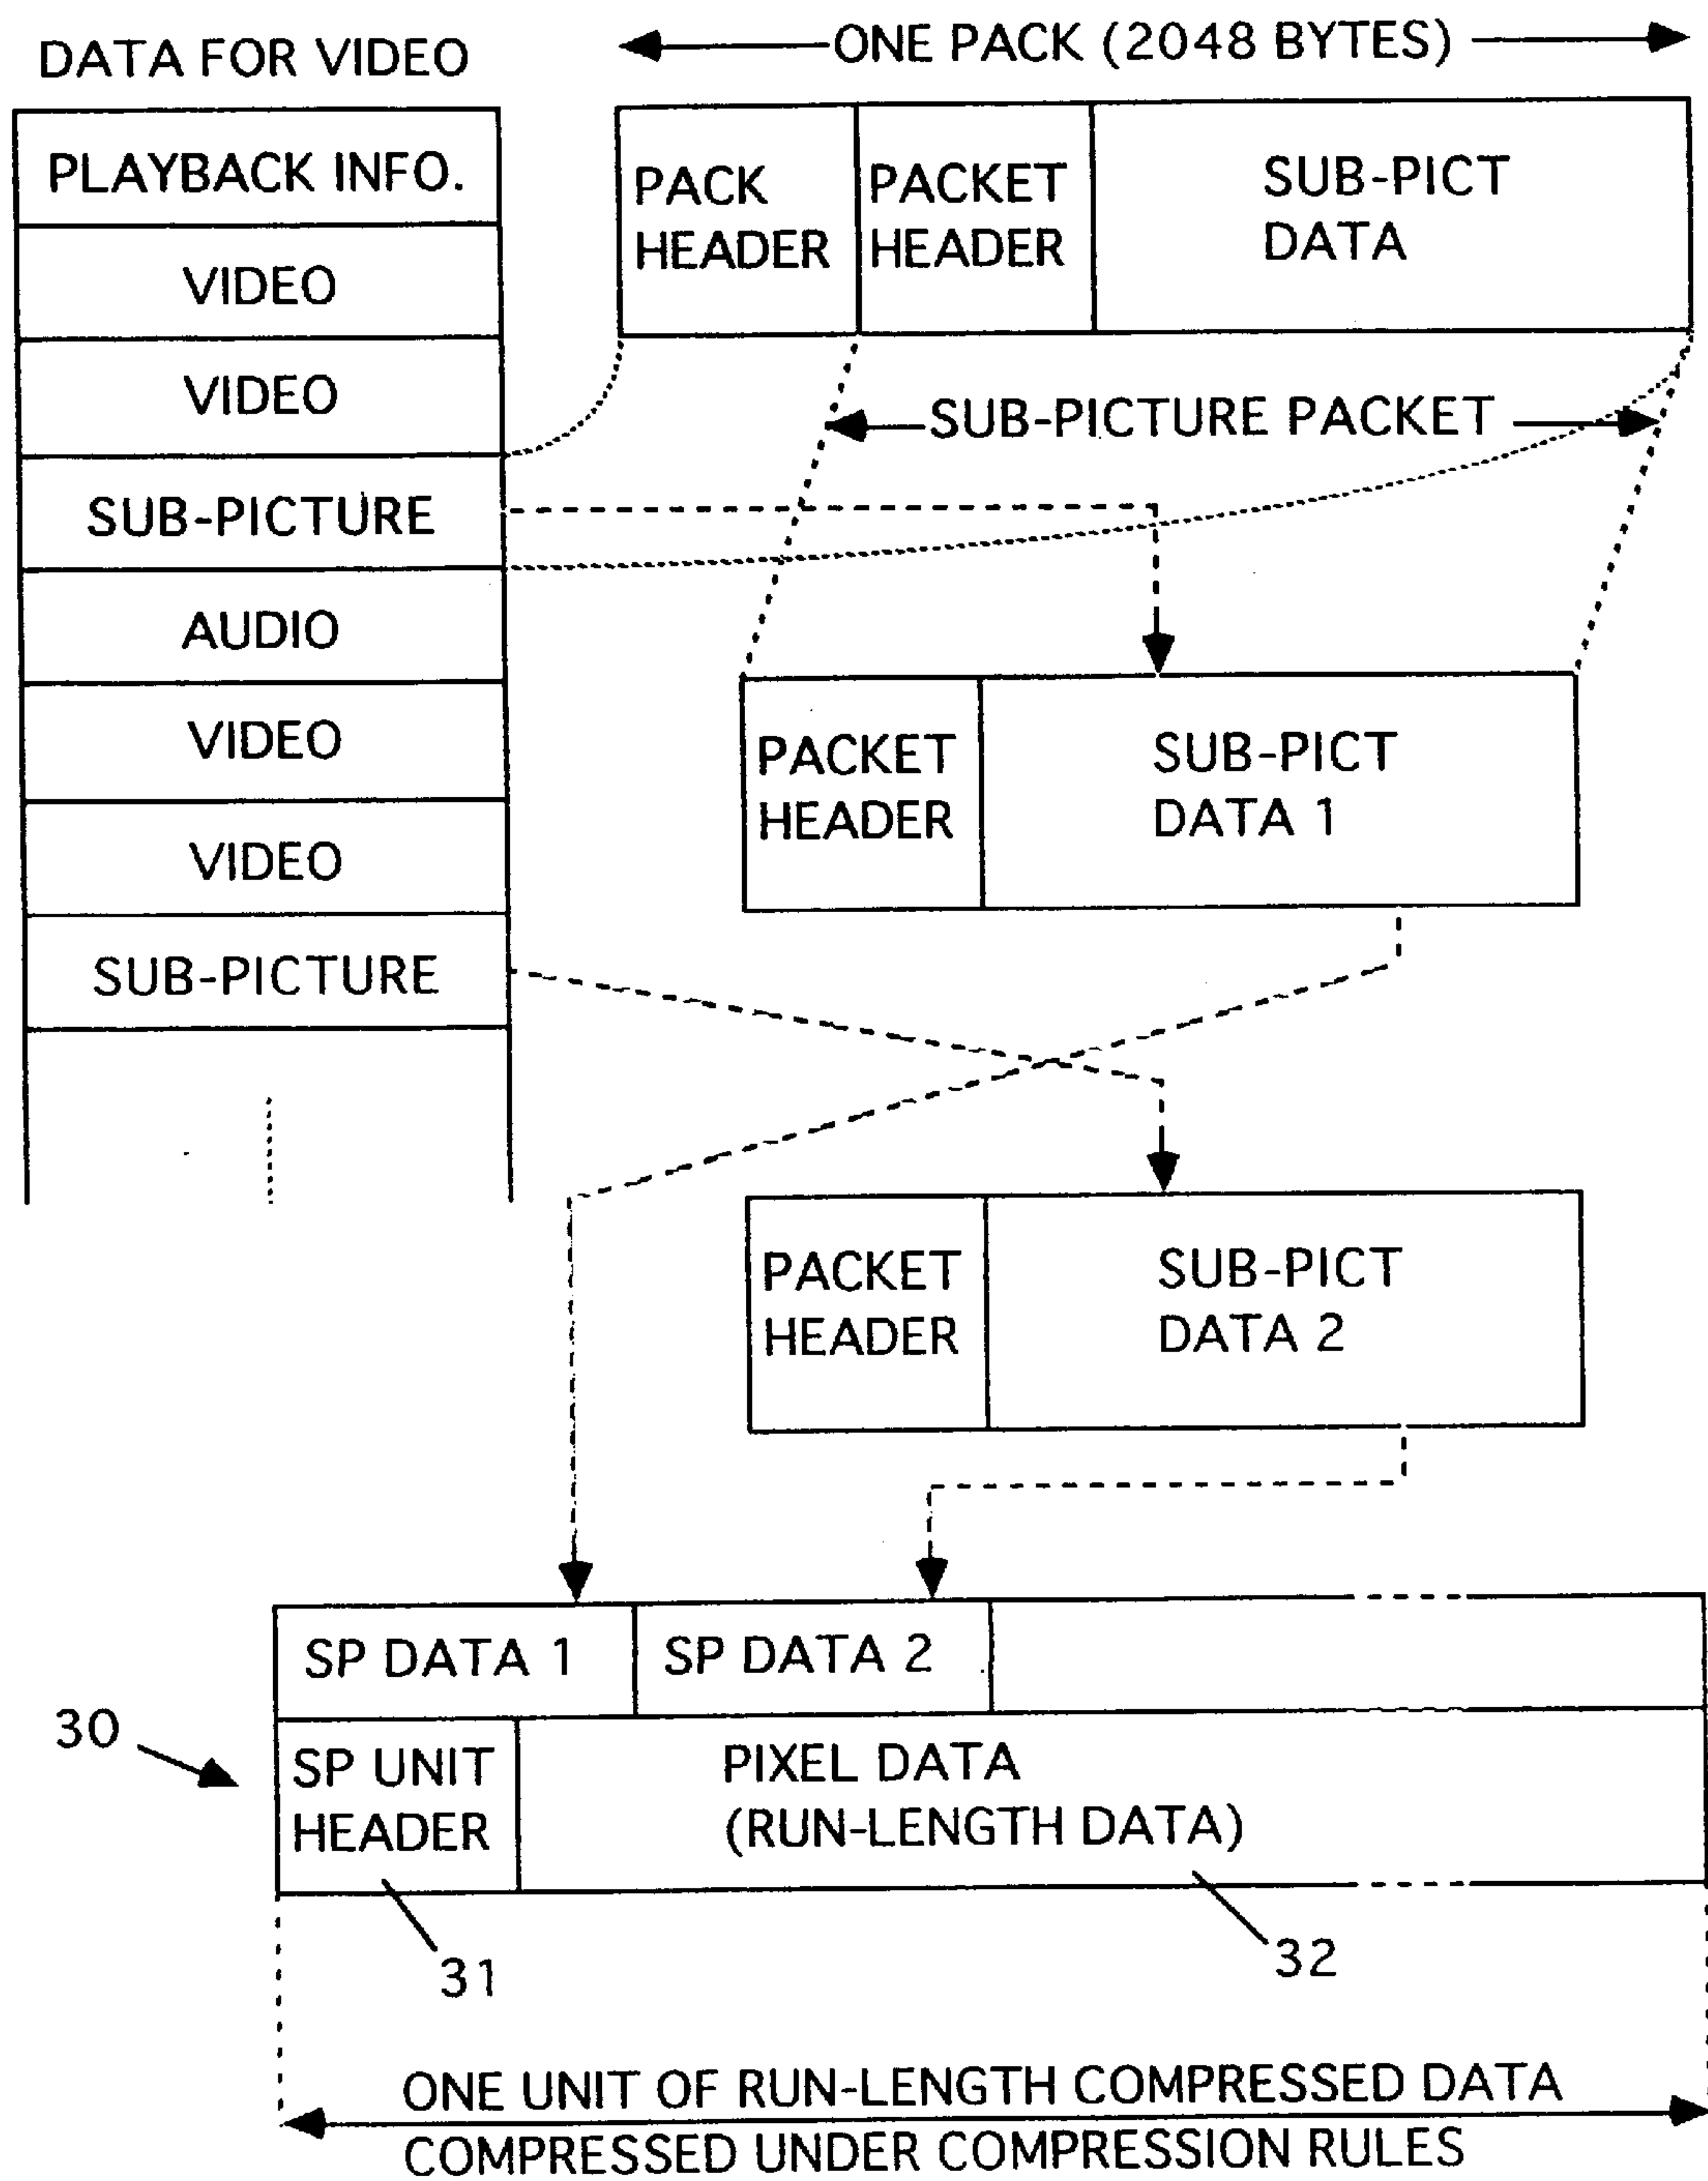 DATA FOR VIDEO
ONE PACK (2048 BYTES)
PLAYBACK INFO.
VIDEO
VIDEO
SUB-PICTURE
AUDIO
VIDEO
VIDEO
SUB-PICTURE
PACK
HEADER
PACKET
HEADER
SUB-PICT
DATA
SUB-PICTURE PACKET
PACKET
HEADER
SUB-PICT
DATA 1
PACKET
HEADER
SUB-PICT
DATA 2
SP DATA 1
SP DATA 2
30
SP UNIT
HEADER
PIXEL DATA
(RUN-LENGTH DATA)
31
32
ONE UNIT OF RUN-LENGTH COMPRESSED DATA
COMPRESSED UNDER COMPRESSION RULES